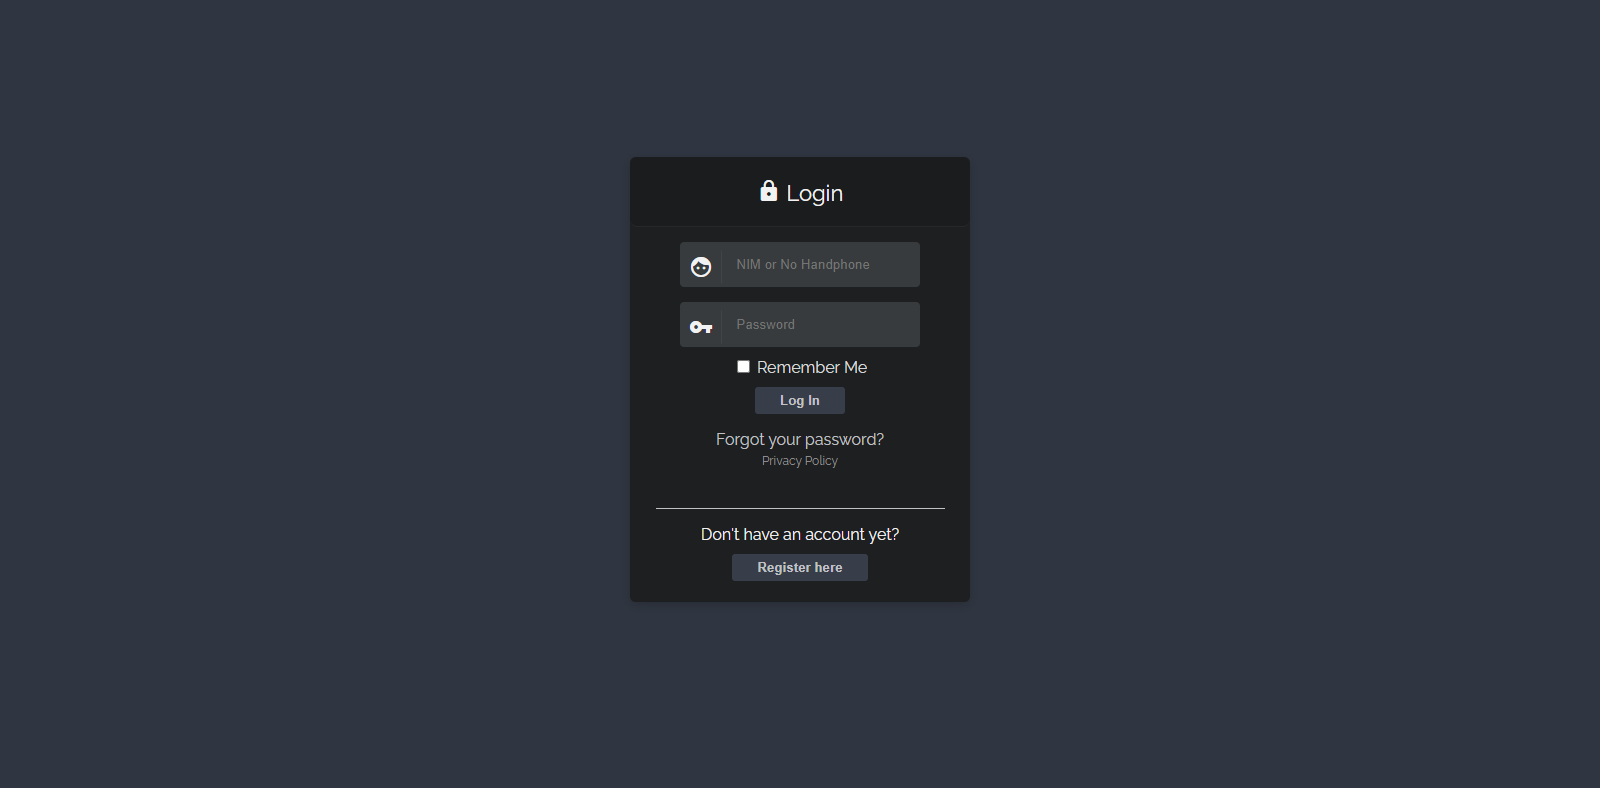 Login
NIM or No Handphone
Password
Remember Me
Log In
Forgot your password?
Privacy Policy
Don't have an account yet?
Register here